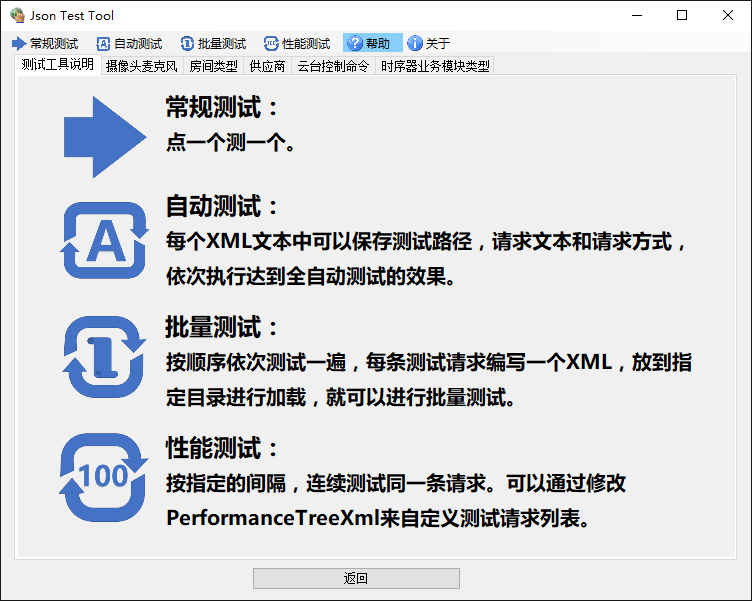 Json Test Tool
常规测试 自动测试 批量测试 性能测试 帮助 关于
测试工具说明 摄像头麦克风 房间类型 供应商 云台控制命令 时序器业务模块类型
常规测试：
点一个测一个。
A
自动测试：
每个XML文本中可以保存测试路径，请求文本和请求方式，
依次执行达到全自动测试的效果。
1
批量测试：
按顺序依次测试一遍，每条测试请求编写一个XML，放到指
定目录进行加载，就可以进行批量测试。
100
性能测试：
按指定的间隔，连续测试同一条请求。可以通过修改
PerformanceTreeXml来自定义测试请求列表。
返回